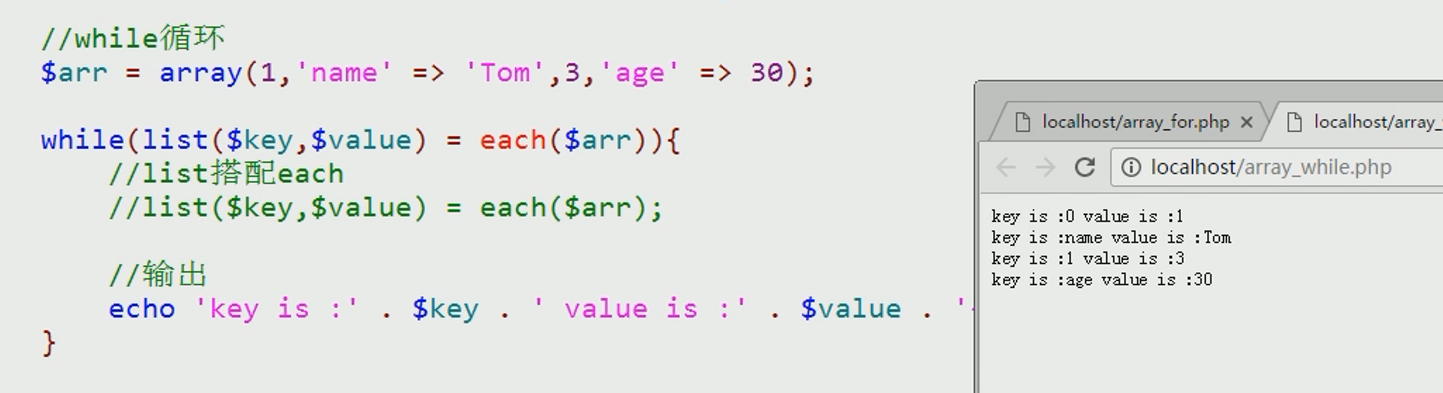 //while循环
$arr = array(1,'name' => 'Tom',3,'age' => 30);
while(list($key,$value) = each($arr)){
//list搭配each
//list($key,$value) = each($arr);
//输出
echo 'key is :' . $key . ' value is :' . $value . '
}
localhost/array_for.php
localhost/array_
localhost/array_while.php
key is :0 value is :1
key is :name value is :Tom
key is :1 value is :3
key is :age value is :30